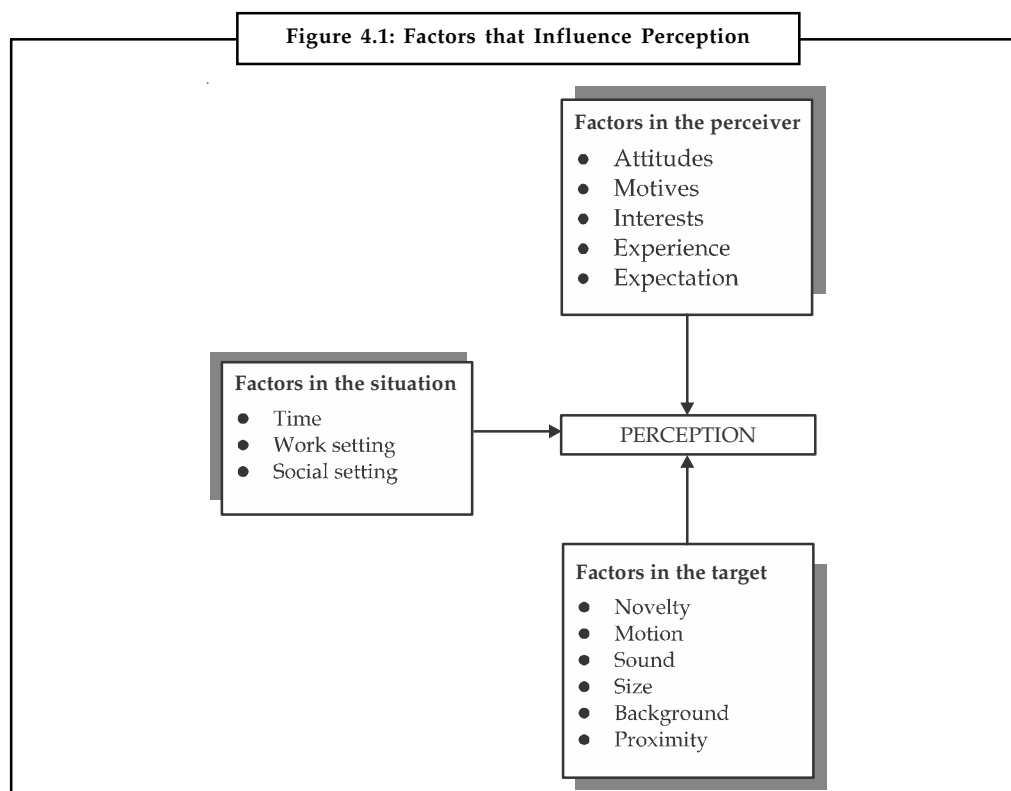 Figure 4.1: Factors that Influence Perception
Factors in the perceiver
● Attitudes
● Motives
● Interests
● Experience
● Expectation
Factors in the situation
● Time
● Work setting
● Social setting
PERCEPTION
Factors in the target
● Novelty
● Motion
● Sound
● Size
● Background
● Proximity